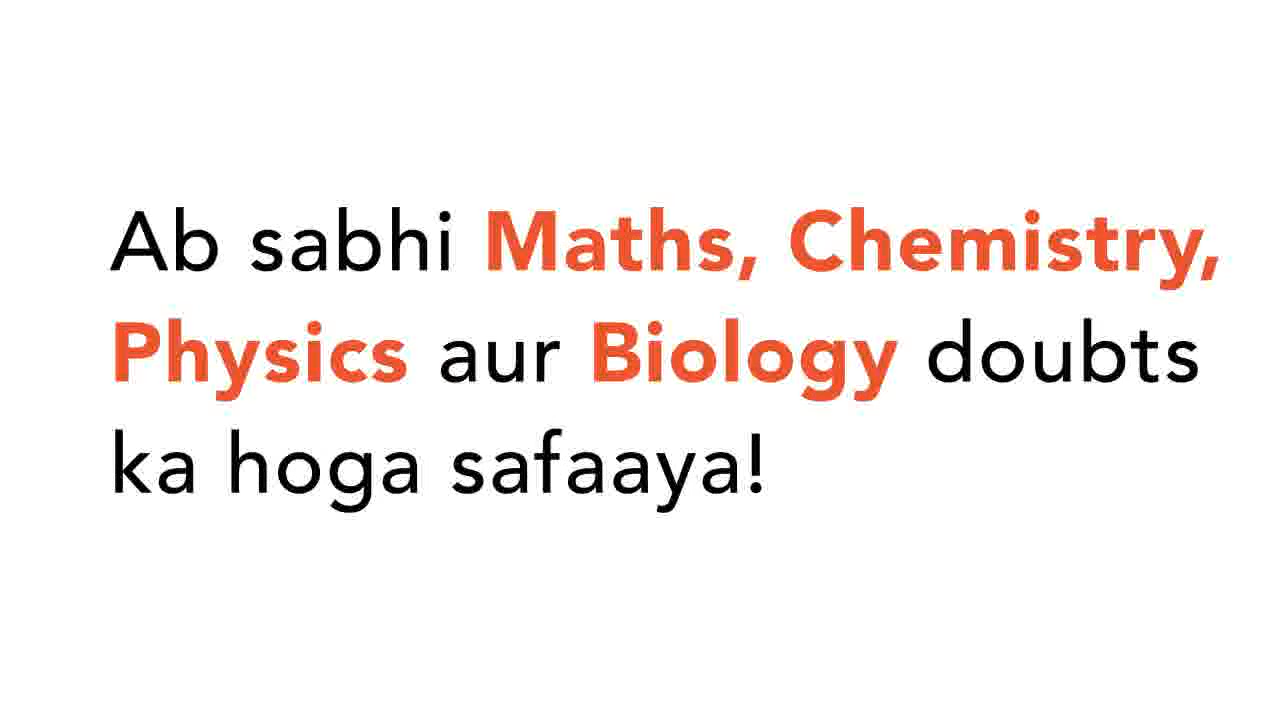 Ab sabhi Maths, Chemistry,
Physics aur Biology doubts
ka hoga safaaya!